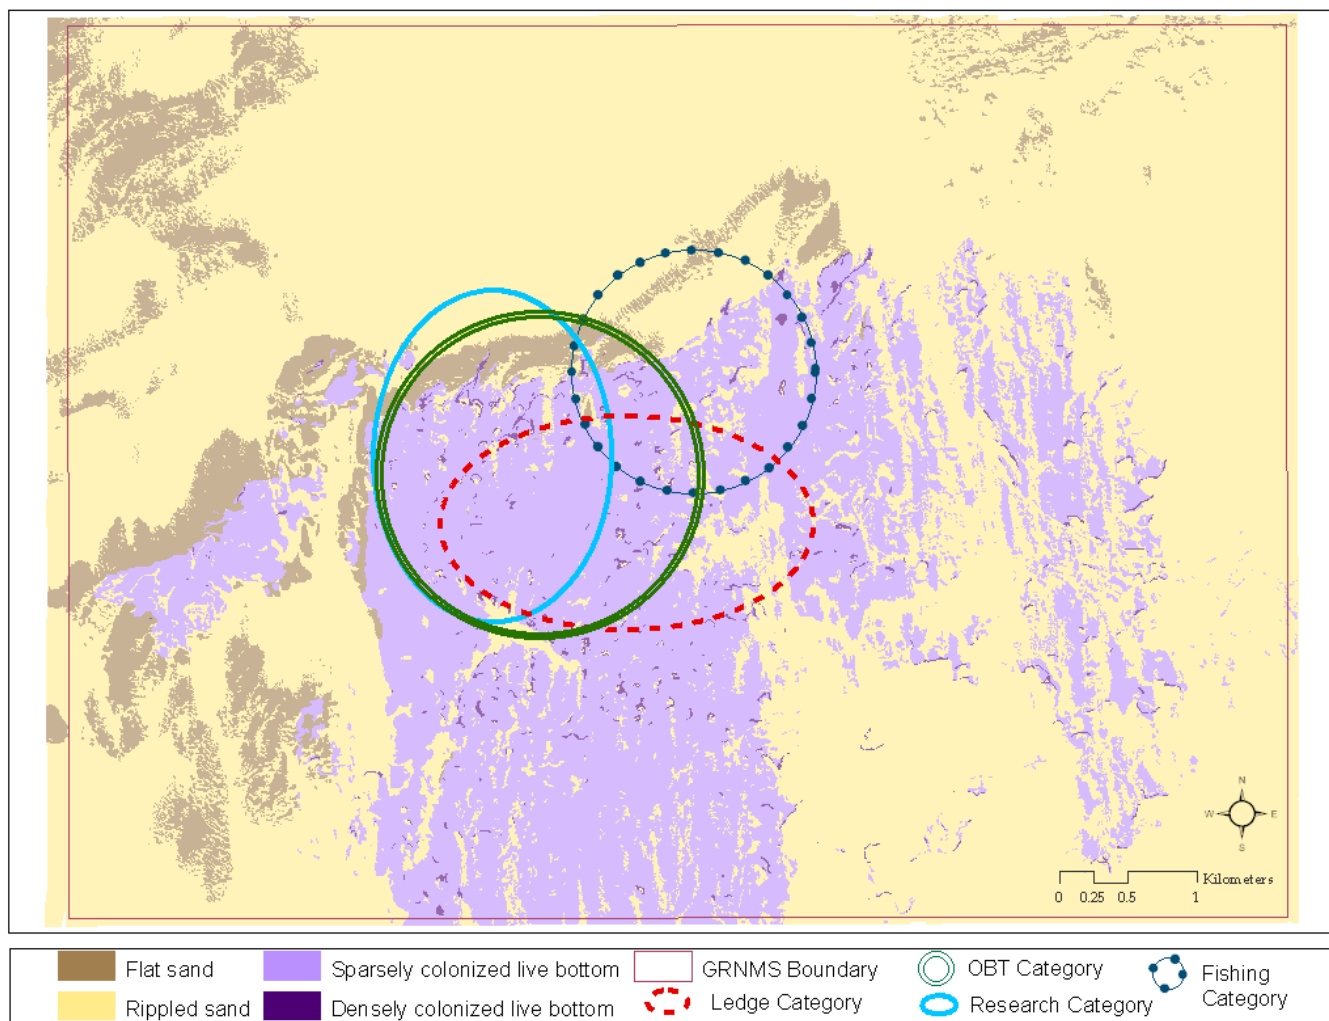 N
W E
S
Kilometers
0 0.25 0.5 1
Flat sand
Sparsely colonized live bottom
GRNMS Boundary
OBT Category
Fishing
Category
Rippled sand
Densely colonized live bottom
Ledge Category
Research Category